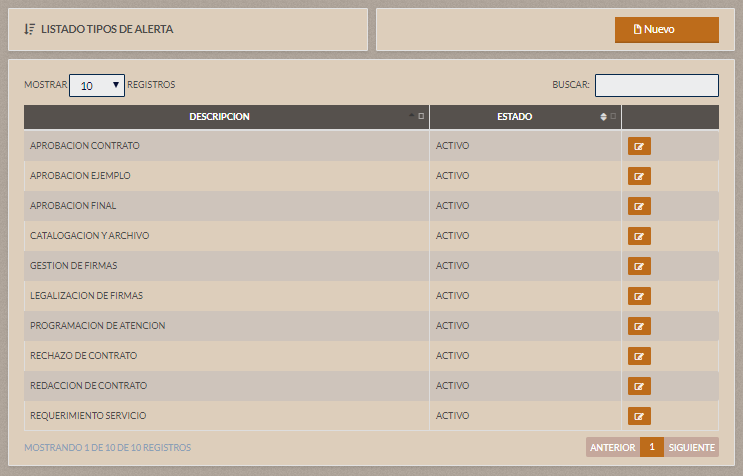 LISTADO TIPOS DE ALERTA
Nuevo
MOSTRAR 10 REGISTROS
BUSCAR:
DESCRIPCION ESTADO
APROBACION CONTRATO ACTIVO
APROBACION EJEMPLO ACTIVO
APROBACION FINAL ACTIVO
CATALOGACION Y ARCHIVO ACTIVO
GESTION DE FIRMAS ACTIVO
LEGALIZACION DE FIRMAS ACTIVO
PROGRAMACION DE ATENCION ACTIVO
RECHAZO DE CONTRATO ACTIVO
REDACCION DE CONTRATO ACTIVO
REQUERIMIENTO SERVICIO ACTIVO
MOSTRANDO 1 DE 10 DE 10 REGISTROS
ANTERIOR 1 SIGUIENTE